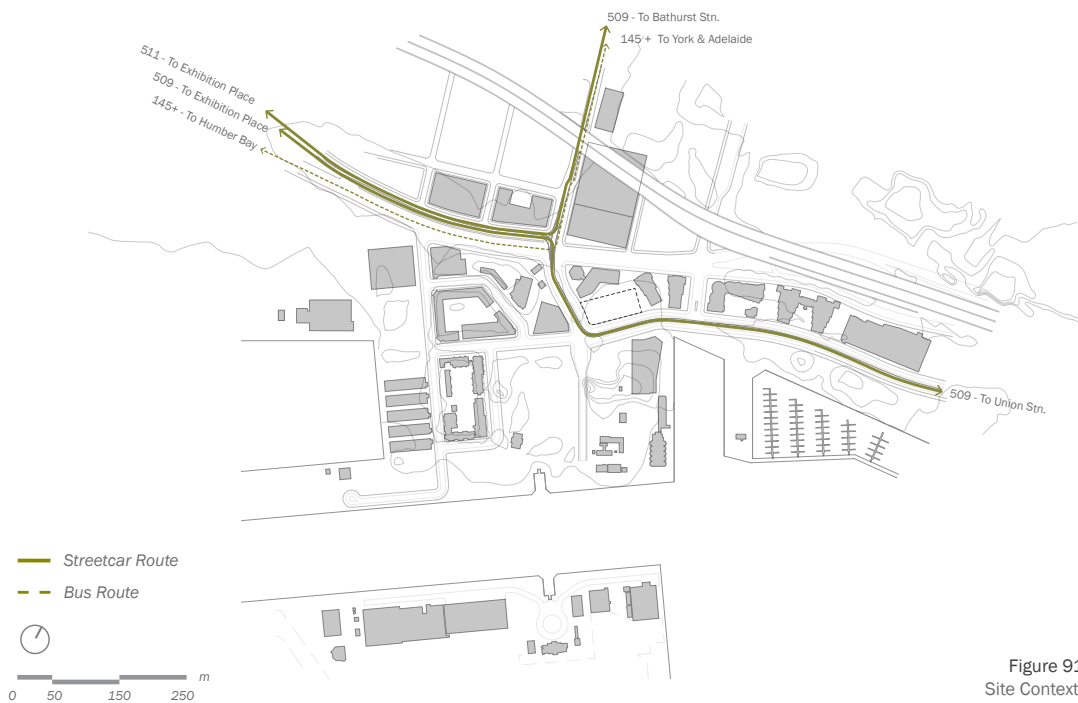 509 - To Bathurst Stn.
145 + To York & Adelaide
511 - To Exhibition Place
509 - To Exhibition Place
145+ - To Humber Bay
509 - To Union Stn.
Streetcar Route
Bus Route
m
0 50 150 250
Figure 91
Site Context